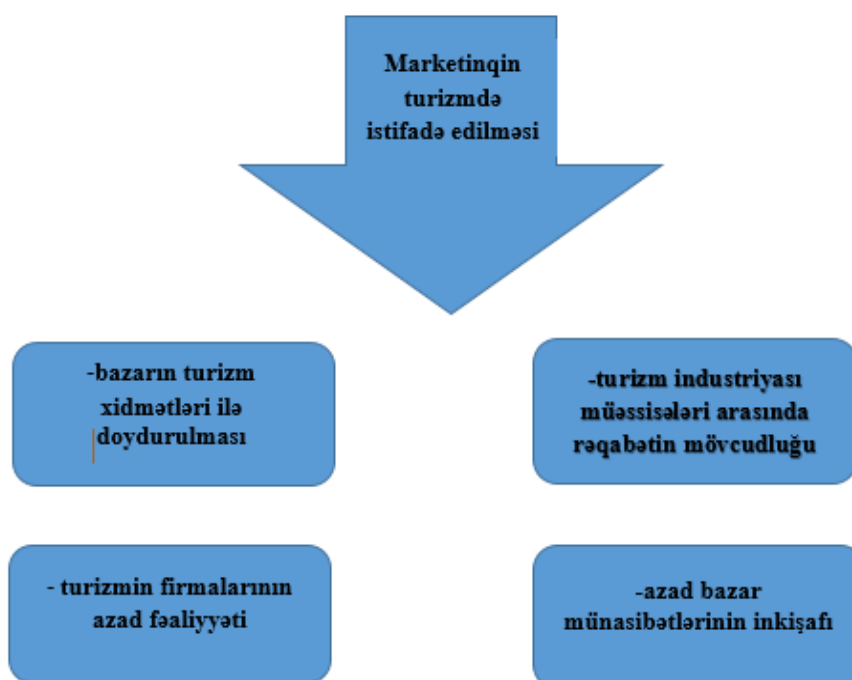 Marketinqin
turizmdə
istifadə edilməsi
-bazarın turizm
xidmətləri ilə
doydurulması
-turizm industriyası
müəssisələri arasında
rəqabətin mövcudluğu
- turizmin firmalarının
azad fəaliyyəti
-azad bazar
münasibətlərinin inkişafı